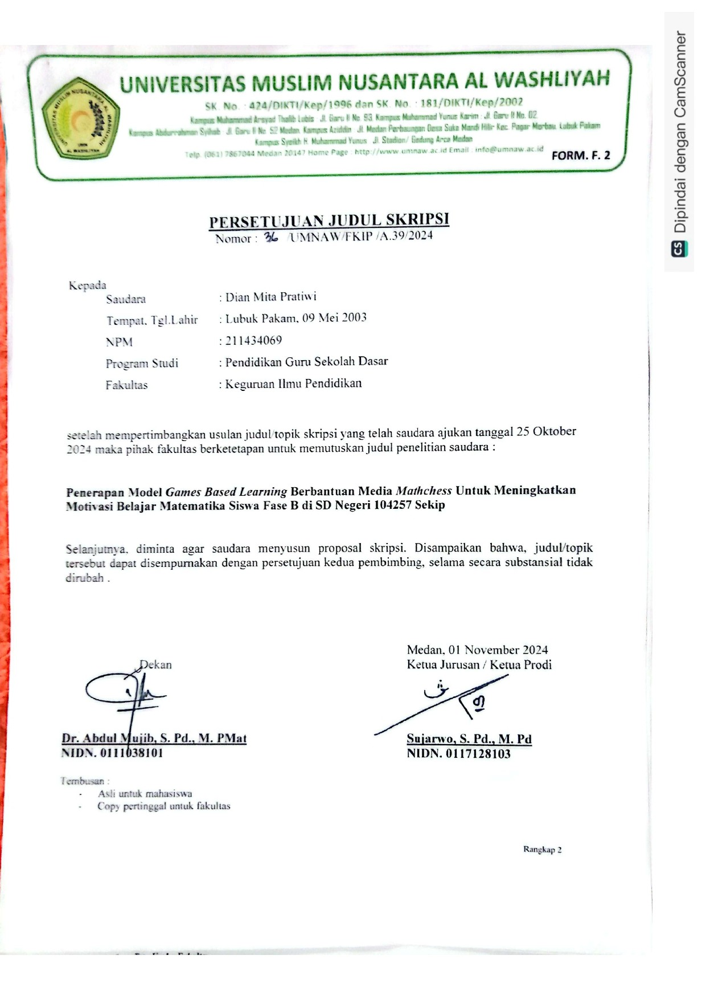 UNIVERSITAS MUSLIM NUSANTARA AL WASHLIYAH
SK. No. : 424/DIKTI/Kep/1996 dan SK. No. : 181/DIKTI/Kep/2002
Kampus Muhammad Arsyad Thalib Lubis : Jl. Garu II No. 93, Kampus Muhammad Yunus Karim : Jl. Garu II No. 02,
Kampus Abdurrahman Syihab : Jl. Garu II No. 52 Medan, Kampus Aziddin : Jl. Medan Perbaungan Desa Suka Mandi Hilir Kec. Pagar Merbau, Lubuk Pakam
Kampus Syeikh H. Muhammad Yunus : Jl. Stadion/ Gedung Arca Medan
Telp. (061) 7867044 Medan 20147 Home Page : http://www.umnaw.ac.id Email : info@umnaw.ac.id
FORM. F. 2
PERSETUJUAN JUDUL SKRIPSI
Nomor : 36 /UMNAW/FKIP /A.39/2024
Kepada
Saudara : Dian Mita Pratiwi
Tempat, Tgl.Lahir : Lubuk Pakam, 09 Mei 2003
NPM : 211434069
Program Studi : Pendidikan Guru Sekolah Dasar
Fakultas : Keguruan Ilmu Pendidikan
setelah mempertimbangkan usulan judul/topik skripsi yang telah saudara ajukan tanggal 25 Oktober
2024 maka pihak fakultas berketetapan untuk memutuskan judul penelitian saudara :
Penerapan Model Games Based Learning Berbantuan Media Mathchess Untuk Meningkatkan
Motivasi Belajar Matematika Siswa Fase B di SD Negeri 104257 Sekip
Selanjutnya, diminta agar saudara menyusun proposal skripsi. Disampaikan bahwa, judul/topik
tersebut dapat disempurnakan dengan persetujuan kedua pembimbing, selama secara substansial tidak
dirubah .
Medan, 01 November 2024
Dekan
Ketua Jurusan / Ketua Prodi
Dr. Abdul Mujib, S. Pd., M. PMat
NIDN. 0111038101
Sujarwo, S. Pd., M. Pd
NIDN. 0117128103
Tembusan :
- Asli untuk mahasiswa
- Copy pertinggal untuk fakultas
Rangkap 2
CS Dipindai dengan CamScanner